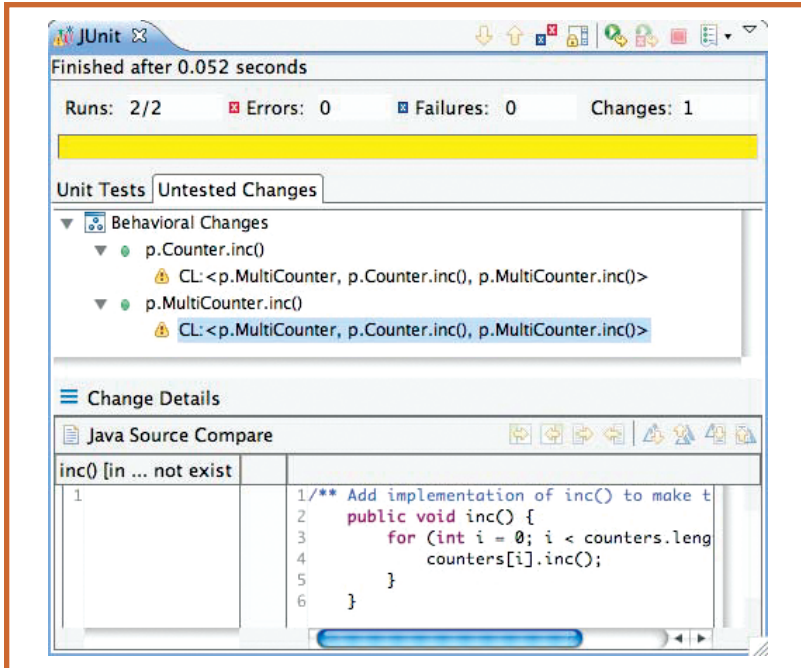 JUnit
Finished after 0.052 seconds
Runs: 2/2 Errors: 0 Failures: 0 Changes: 1
Unit Tests Untested Changes
Behavioral Changes
p.Counter.inc()
CL:<p.MultiCounter, p.Counter.inc(), p.MultiCounter.inc()>
p.MultiCounter.inc()
CL:<p.MultiCounter, p.Counter.inc(), p.MultiCounter.inc()>
Change Details
Java Source Compare
inc() [in ... not exist
1 1/** Add implementation of inc() to make t
2 public void inc() {
3 for (int i = 0; i < counters.leng
4 counters[i].inc();
5 }
6 }